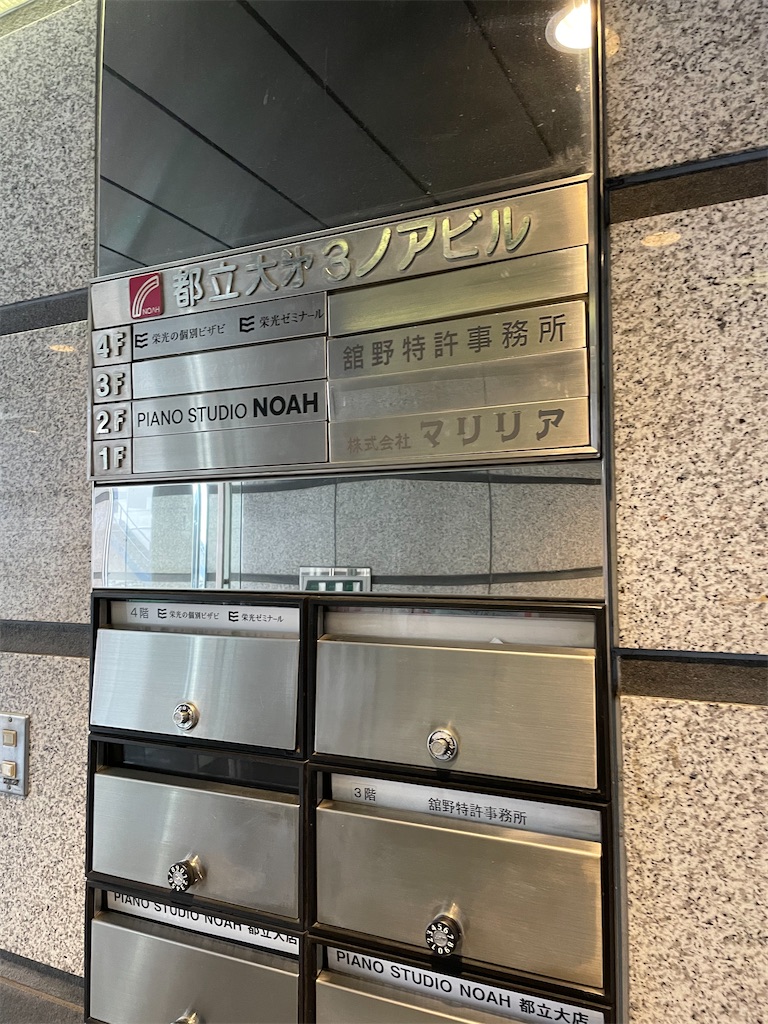 NOAH
都立大第3ノアビル
4F 栄光の個別ビザビ 栄光ゼミナール
3F 舘野特許事務所
2F PIANO STUDIO NOAH
1F 株式会社 マリリア
4階 栄光の個別ビザビ 栄光ゼミナール
3階 舘野特許事務所
PIANO STUDIO NOAH 都立大店
PIANO STUDIO NOAH 都立大店